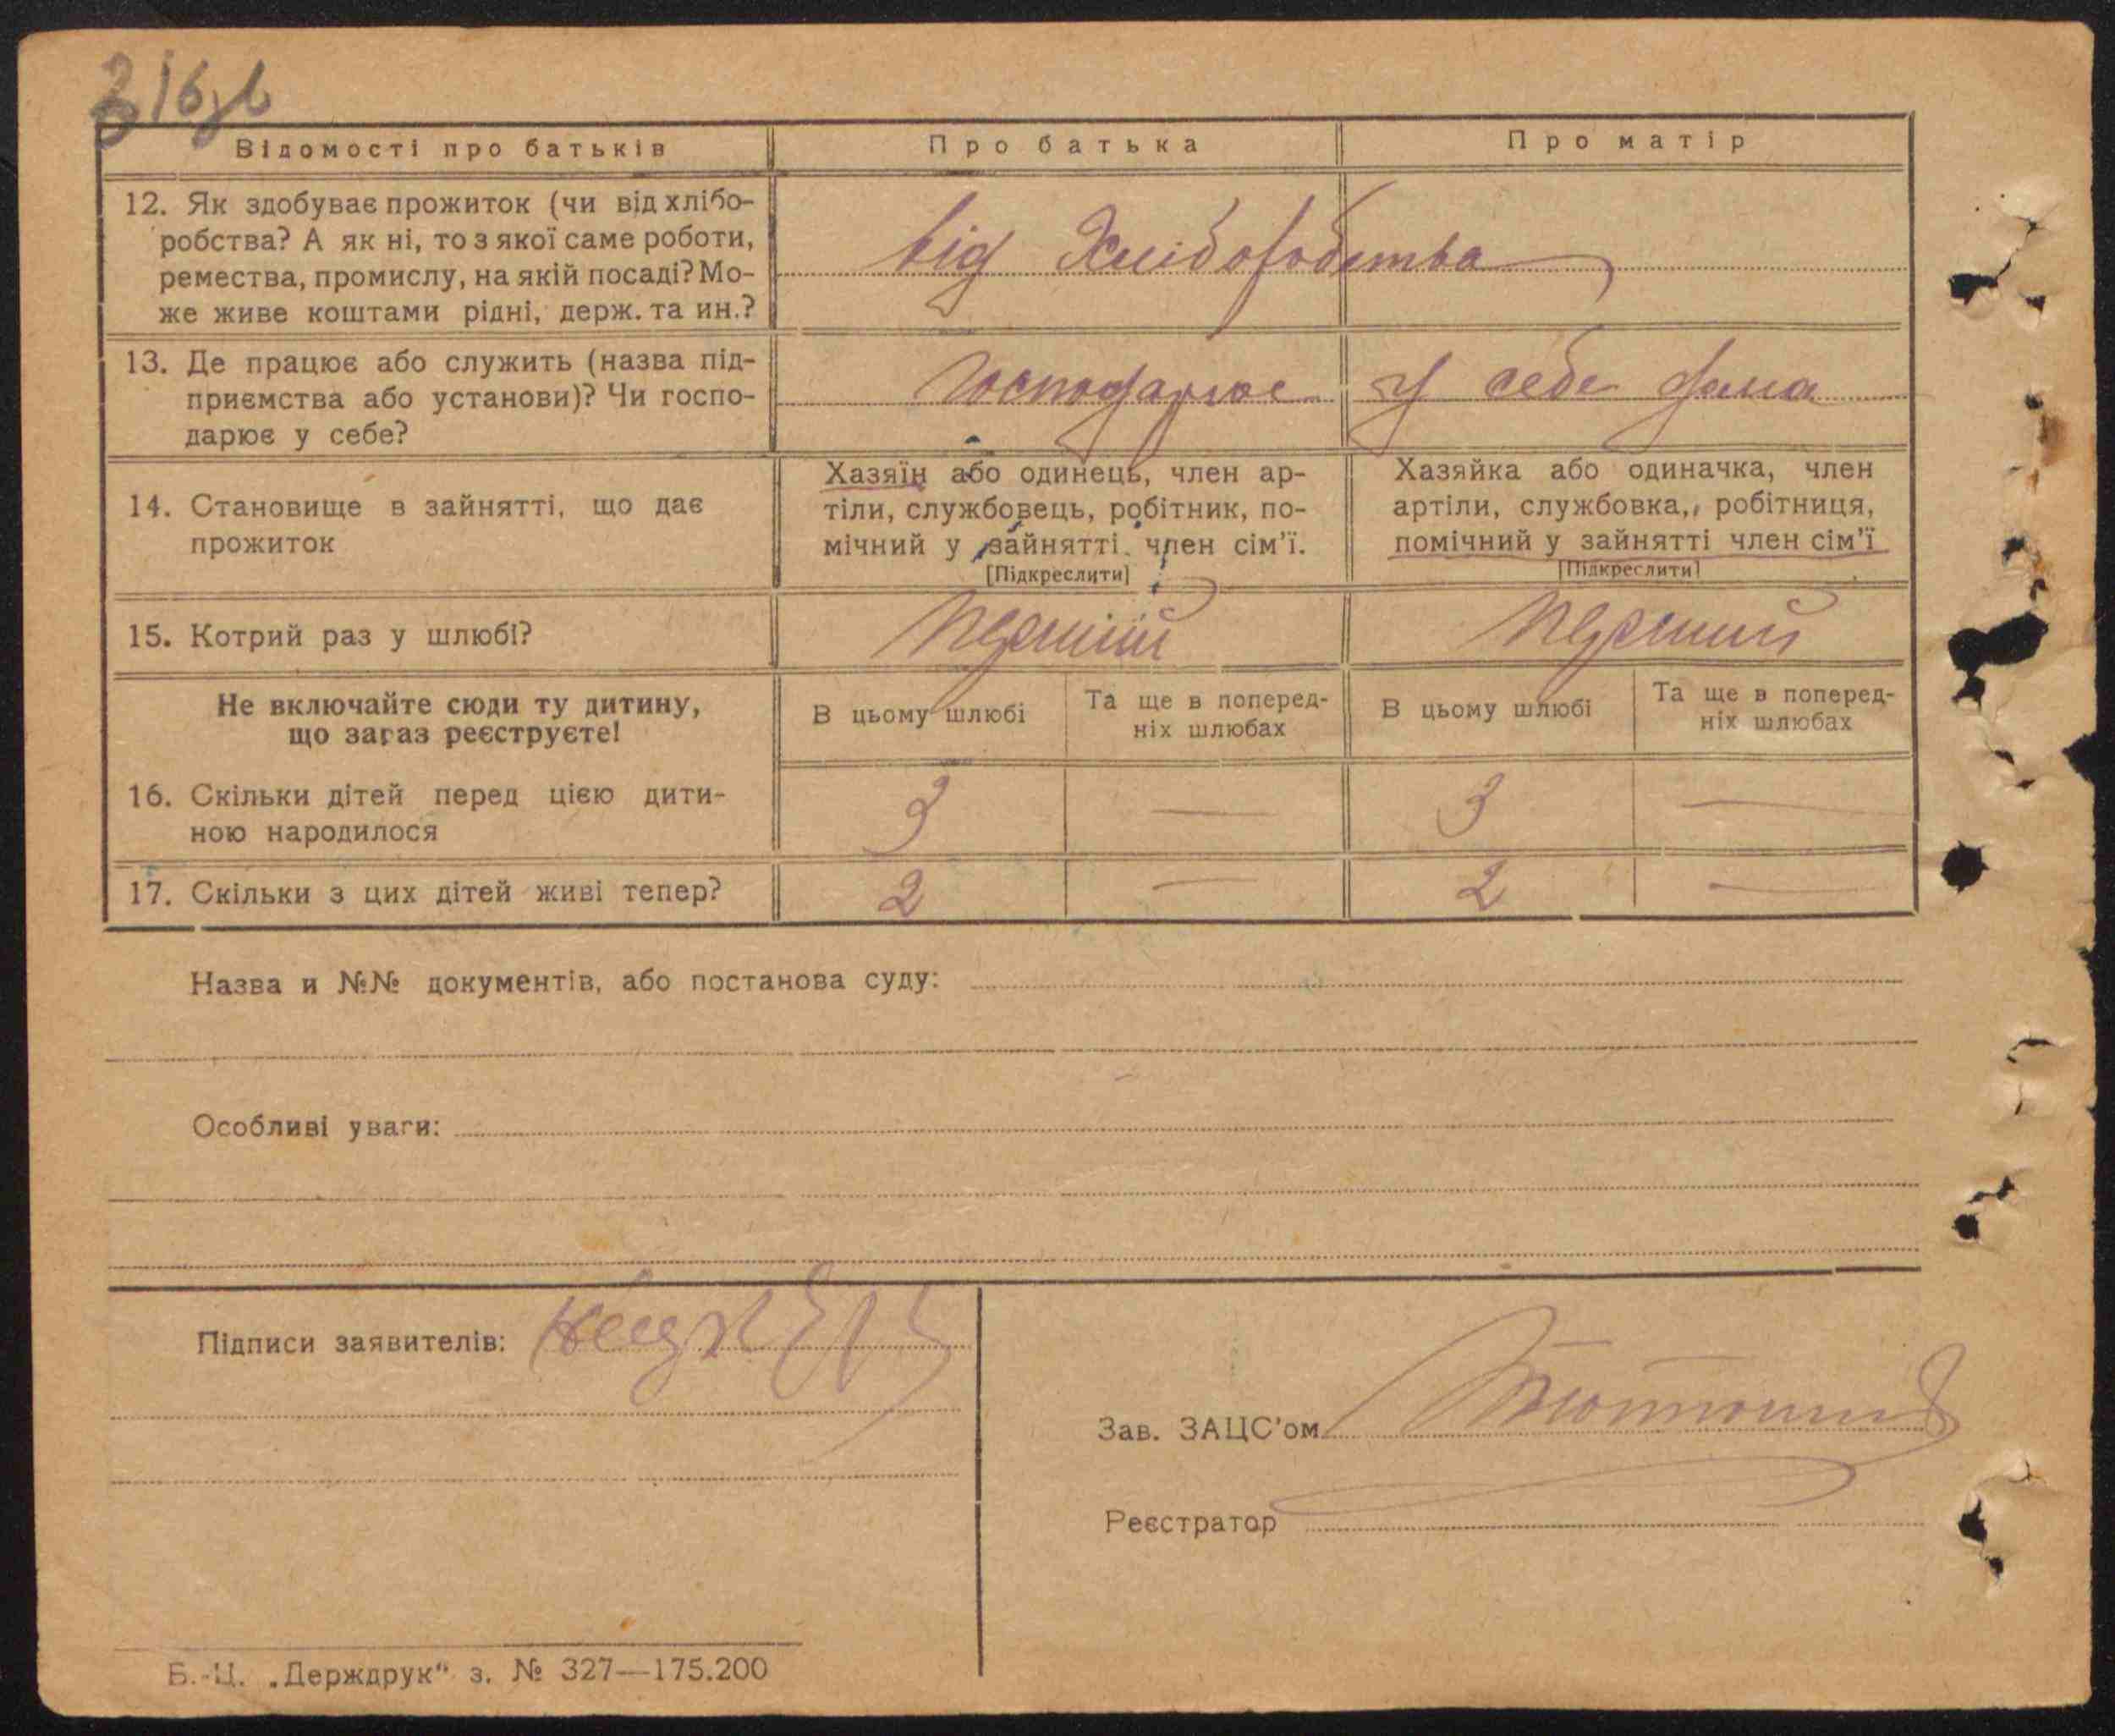 Відомості про батьків
Про батька
Про матір
12. Як здобуває прожиток (чи від хлібо-
робства? А як ні, то з якої саме роботи,
ремества, промислу, на якій посаді? Мо-
же живе коштами рідні, держ. та ин.?
від Хліборобства
13. Де працює або служить (назва під-
приємства або установи)? Чи госпо-
дарює у себе?
Господарює у себе дома
14. Становище в зайнятті, що дає
прожиток
Хазяїн або одинець, член ар-
тіли, службовець, робітник, по-
мічний у зайнятті член сім'ї.
[Підкреслити]
Хазяйка або одиначка, член
артіли, службовка, робітниця,
помічний у зайнятті член сім'ї
[Підкреслити]
15. Котрий раз у шлюбі?
Перший
Перший
Не включайте сюди ту дитину,
що зараз реєструєте!
В цьому шлюбі
Та ще в поперед-
ніх шлюбах
В цьому шлюбі
Та ще в поперед-
ніх шлюбах
16. Скільки дітей перед цією дити-
ною народилося
3 — 3 —
17. Скільки з цих дітей живі тепер?
2 — 2 —
Назва и №№ документів, або постанова суду:
Особливі уваги:
Підписи заявителів:
Зав. ЗАЦС'ом
Реєстратор
Б.-Ц. „Держдрук“ з. № 327—175.200